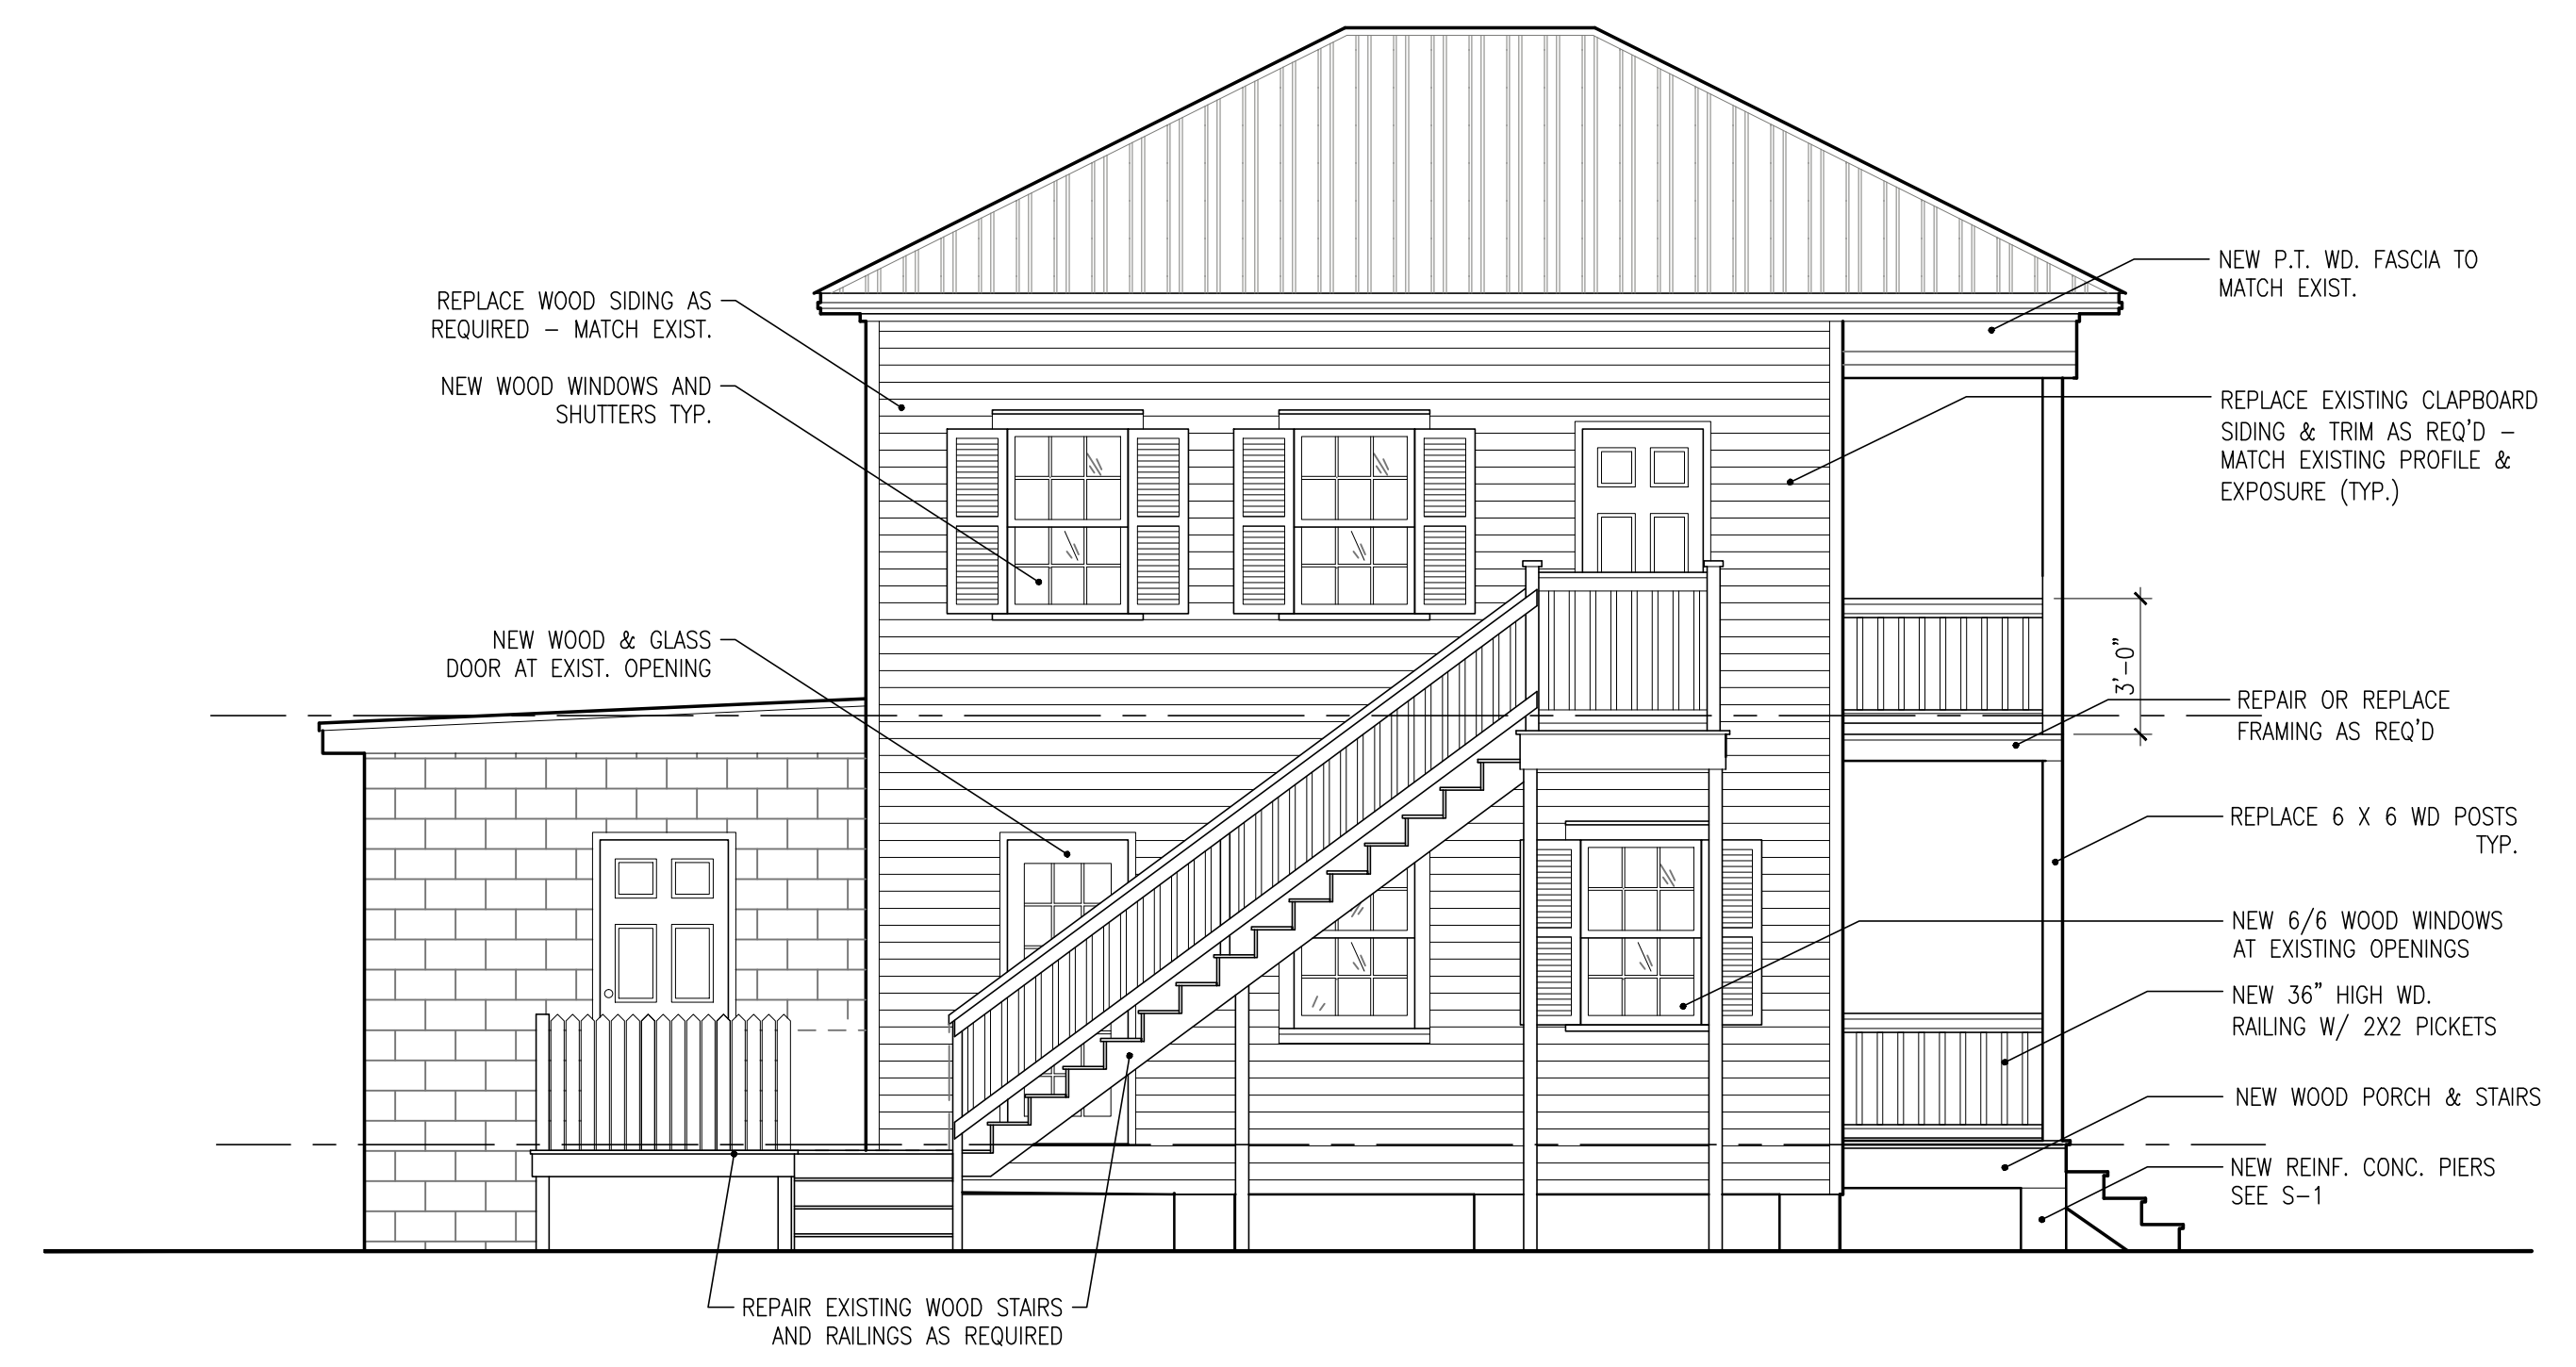 REPLACE WOOD SIDING AS
REQUIRED – MATCH EXIST.
NEW WOOD WINDOWS AND
SHUTTERS TYP.
NEW WOOD & GLASS
DOOR AT EXIST. OPENING
REPAIR EXISTING WOOD STAIRS
AND RAILINGS AS REQUIRED
NEW P.T. WD. FASCIA TO
MATCH EXIST.
REPLACE EXISTING CLAPBOARD
SIDING & TRIM AS REQ'D –
MATCH EXISTING PROFILE &
EXPOSURE (TYP.)
3'-0"
REPAIR OR REPLACE
FRAMING AS REQ'D
REPLACE 6 X 6 WD POSTS
TYP.
NEW 6/6 WOOD WINDOWS
AT EXISTING OPENINGS
NEW 36" HIGH WD.
RAILING W/ 2X2 PICKETS
NEW WOOD PORCH & STAIRS
NEW REINF. CONC. PIERS
SEE S-1